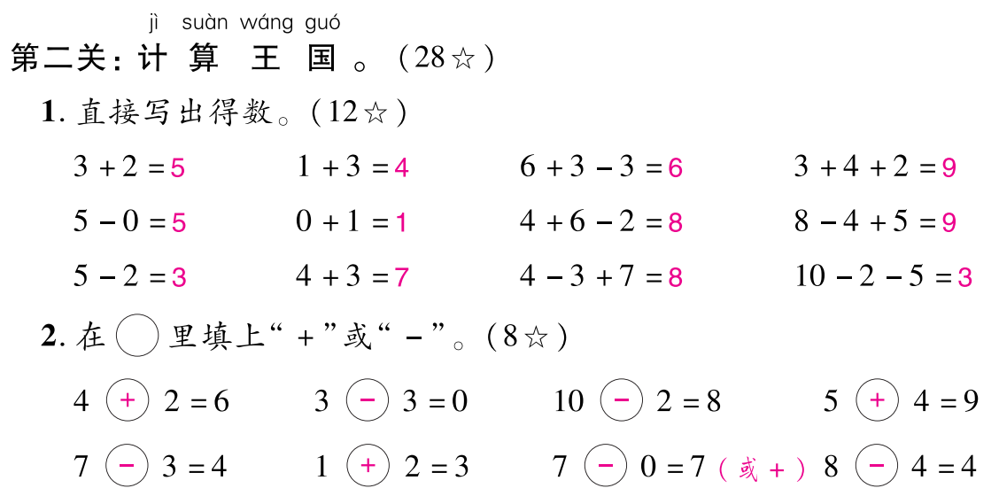 jì suàn wáng guó
第二关：计算王国。（28☆）
1. 直接写出得数。（12☆）
3+2=5 1+3=4 6+3-3=6 3+4+2=9
5-0=5 0+1=1 4+6-2=8 8-4+5=9
5-2=3 4+3=7 4-3+7=8 10-2-5=3
2. 在○里填上“+”或“-”。（8☆）
4 + 2=6 3 - 3=0 10 - 2=8 5 + 4=9
7 - 3=4 1 + 2=3 7 - 0=7（或+） 8 - 4=4